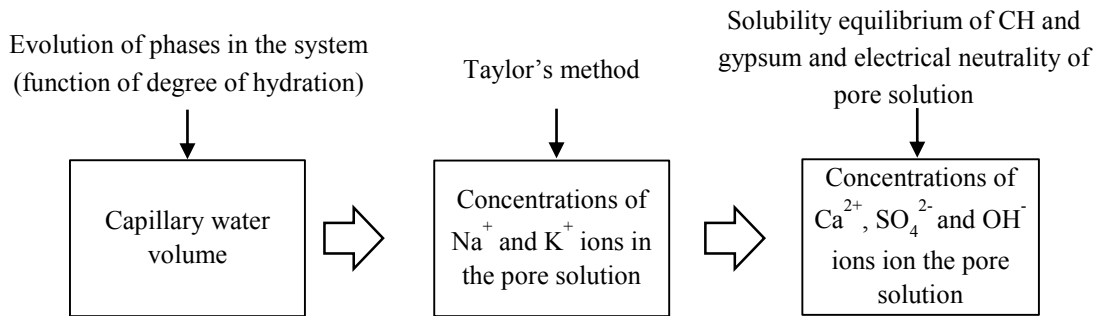 Evolution of phases in the system
(function of degree of hydration)
Taylor's method
Solubility equilibrium of CH and
gypsum and electrical neutrality of
pore solution
Capillary water
volume
Concentrations of
Na⁺ and K⁺ ions in
the pore solution
Concentrations of
Ca²⁺, SO₄²⁻ and OH⁻
ions ion the pore
solution